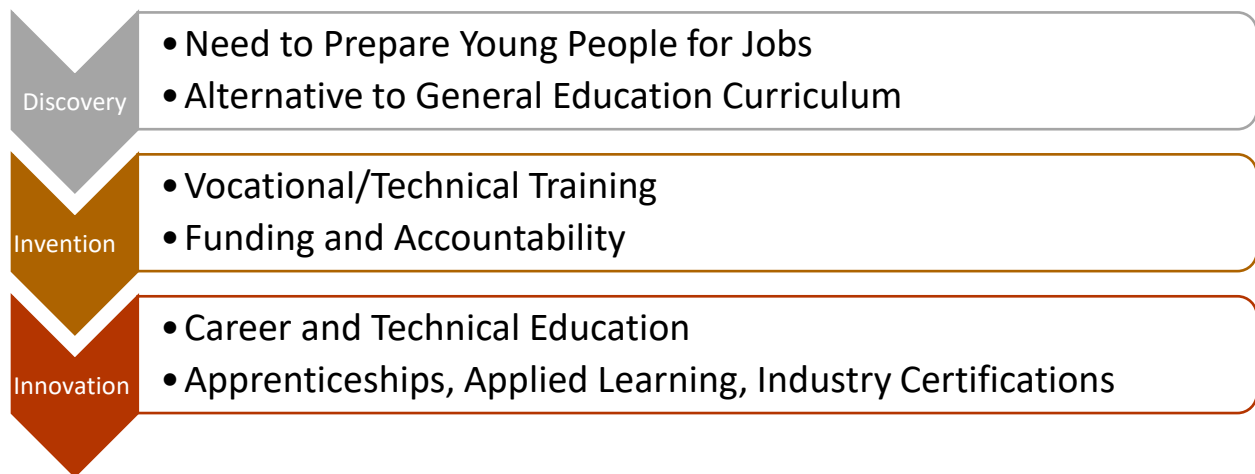 Discovery
• Need to Prepare Young People for Jobs
• Alternative to General Education Curriculum
Invention
• Vocational/Technical Training
• Funding and Accountability
Innovation
• Career and Technical Education
• Apprenticeships, Applied Learning, Industry Certifications